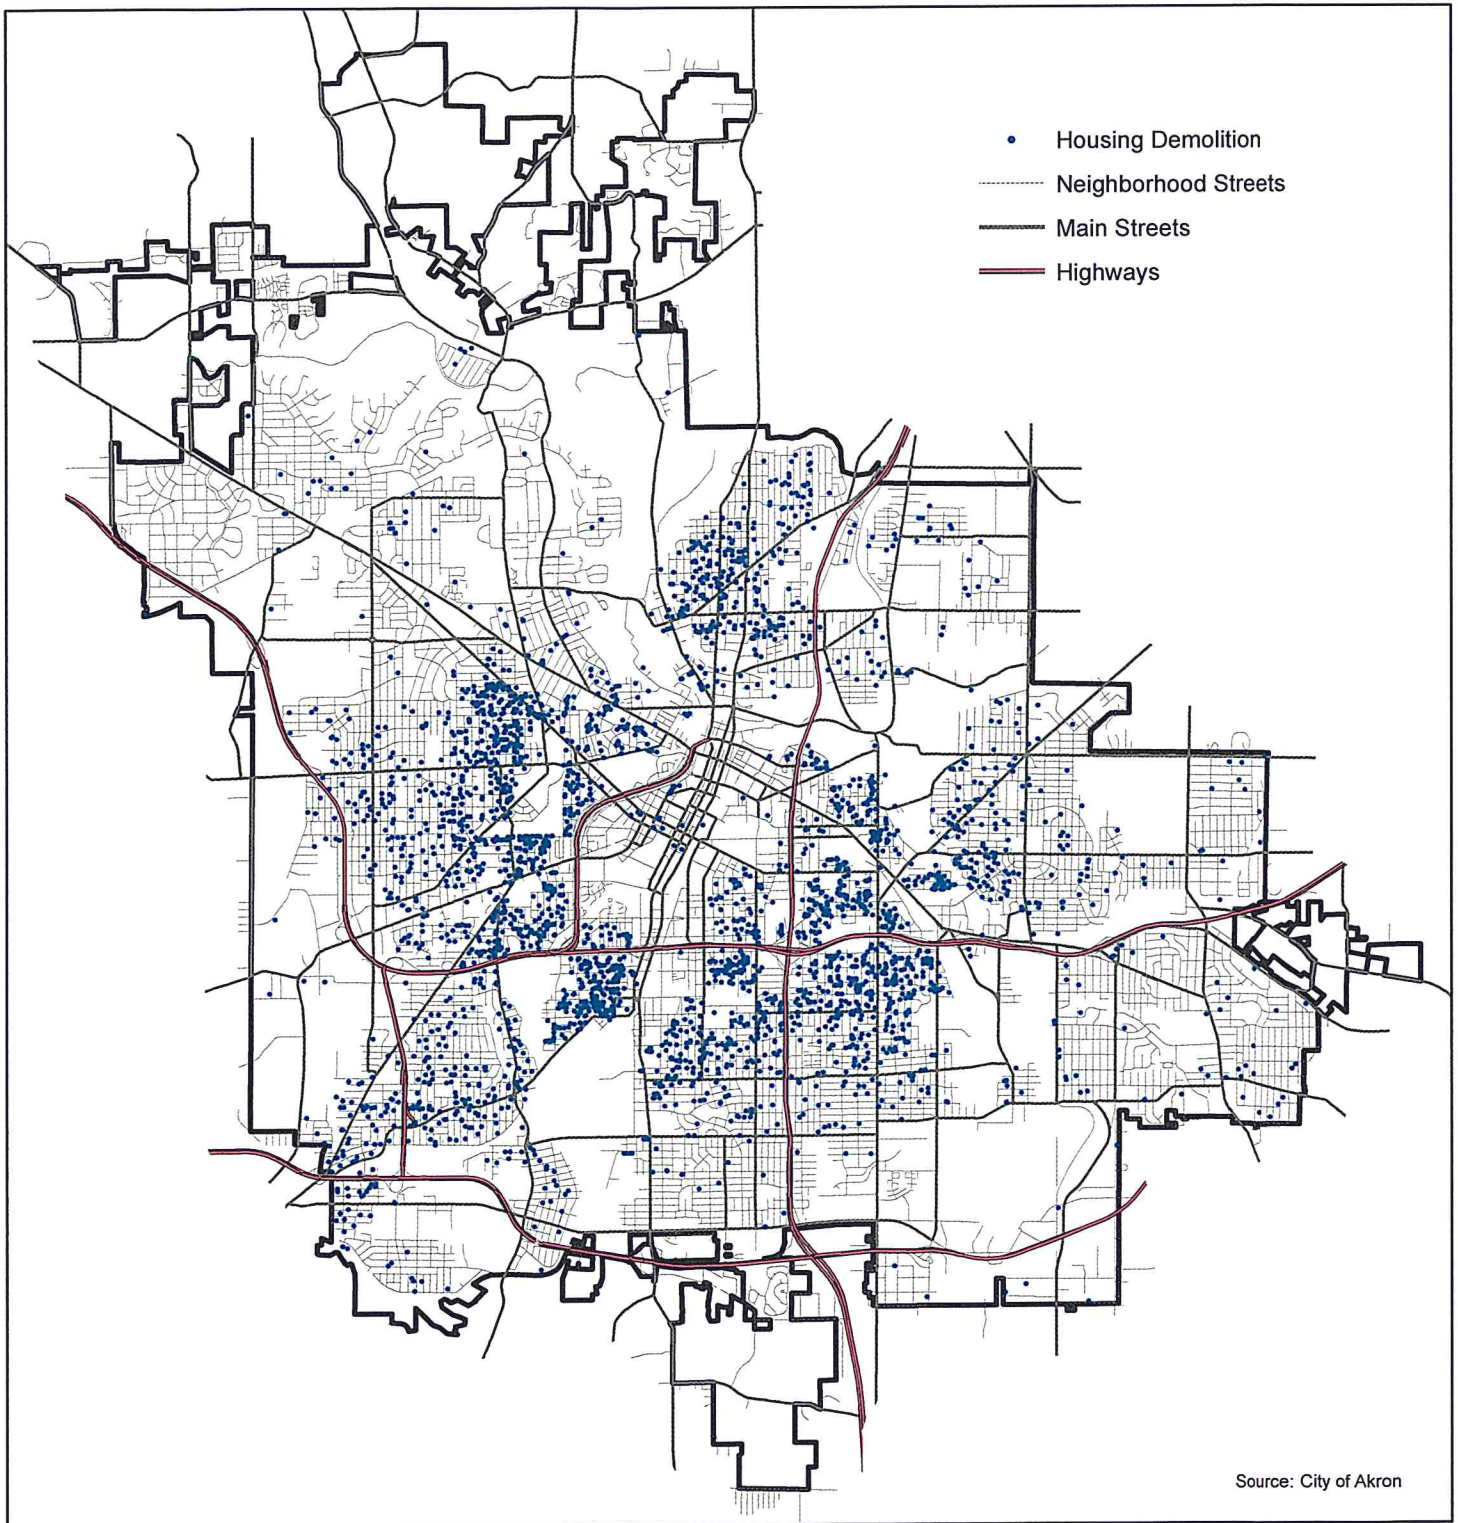 Housing Demolition
Neighborhood Streets
Main Streets
Highways
Source: City of Akron